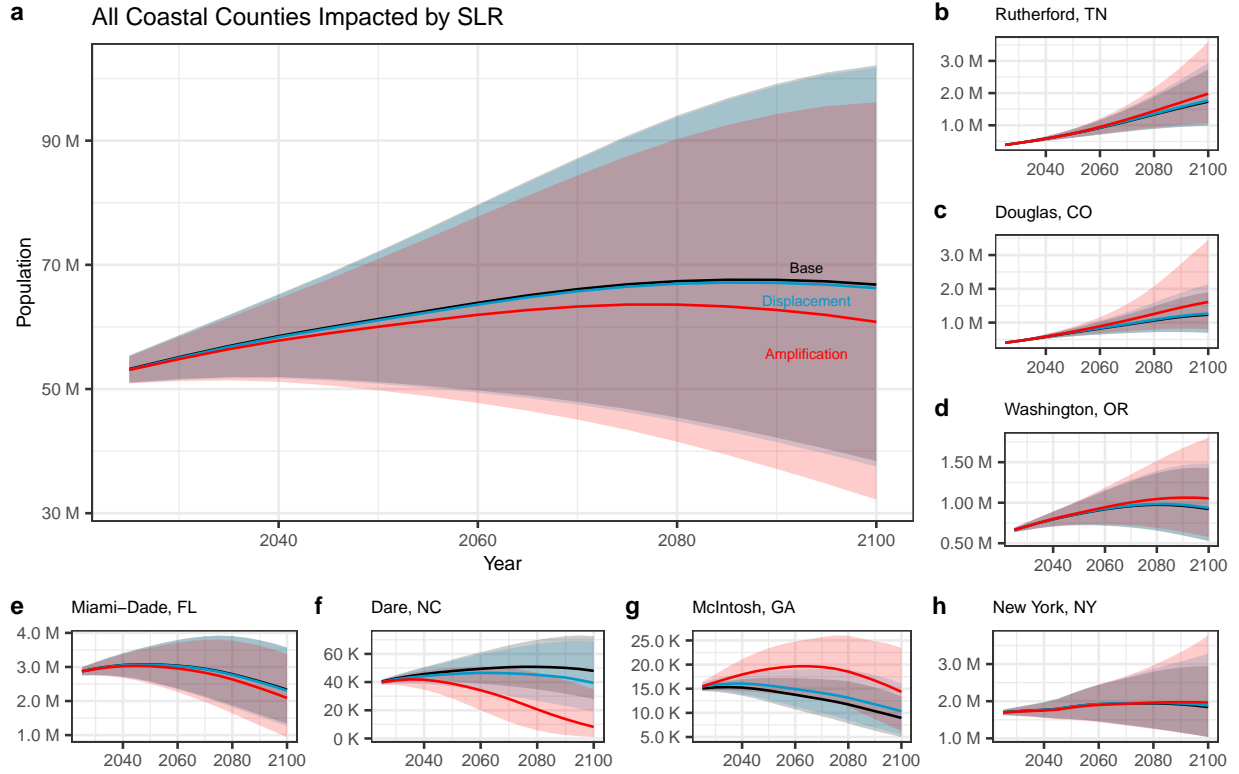 a
All Coastal Counties Impacted by SLR
Population
90 M
70 M
50 M
30 M
Base
Displacement
Amplification
2040
2060
2080
2100
Year
b
Rutherford, TN
3.0 M
2.0 M
1.0 M
2040
2060
2080
2100
c
Douglas, CO
3.0 M
2.0 M
1.0 M
2040
2060
2080
2100
d
Washington, OR
1.50 M
1.00 M
0.50 M
2040
2060
2080
2100
e
Miami−Dade, FL
4.0 M
3.0 M
2.0 M
1.0 M
2040
2060
2080
2100
f
Dare, NC
60 K
40 K
20 K
0 K
2040
2060
2080
2100
g
McIntosh, GA
25.0 K
20.0 K
15.0 K
10.0 K
5.0 K
2040
2060
2080
2100
h
New York, NY
3.0 M
2.0 M
1.0 M
2040
2060
2080
2100